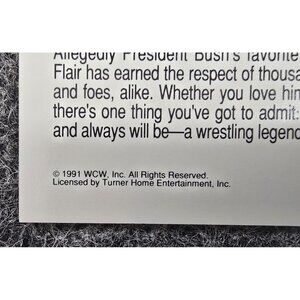 Allegedly President Bush's favorite
Flair has earned the respect of thousa
and foes, alike. Whether you love him
there's one thing you've got to admit:
and always will be—a wrestling legend
© 1991 WCW, Inc. All Rights Reserved.
Licensed by Turner Home Entertainment, Inc.